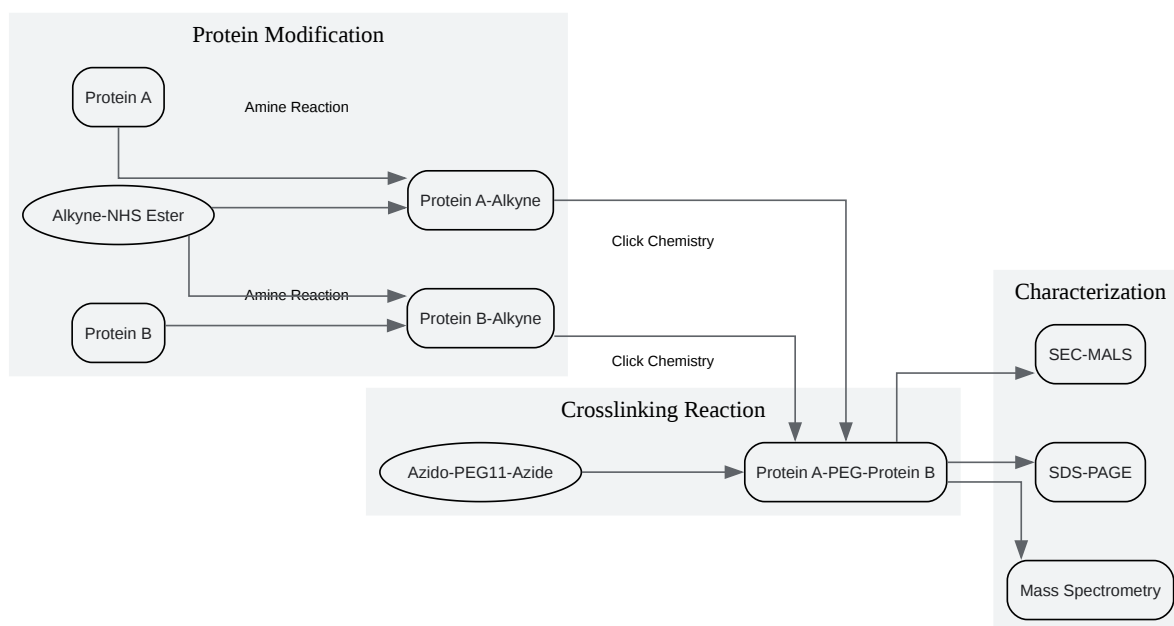 Protein Modification
Protein A
Amine Reaction
Alkyne-NHS Ester
Protein A-Alkyne
Click Chemistry
Amine Reaction
Protein B
Protein B-Alkyne
Click Chemistry
Crosslinking Reaction
Azido-PEG11-Azide
Protein A-PEG-Protein B
Characterization
SEC-MALS
SDS-PAGE
Mass Spectrometry